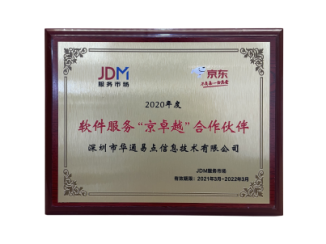 JDM
服务市场
京东
2020年度
软件服务“京卓越”合作伙伴
深圳市华通易点信息技术有限公司
JDM服务市场
有效期至：2021年3月-2022年3月